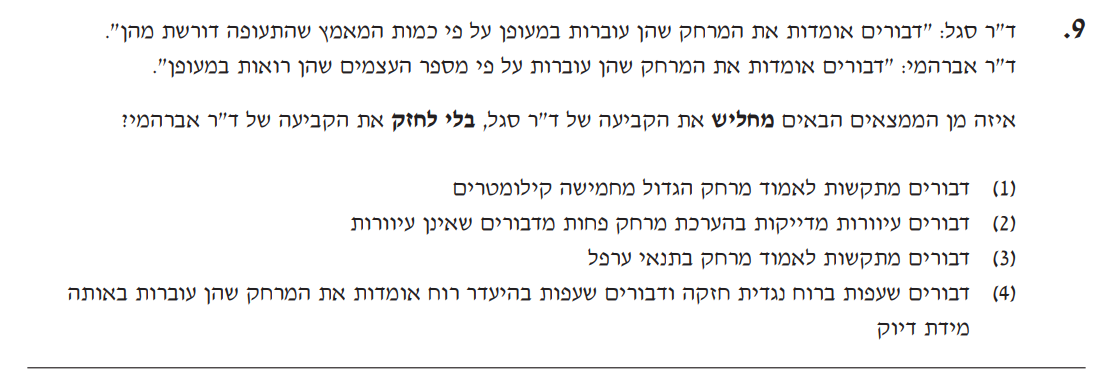 9. ד"ר סגל: "דבורים אומדות את המרחק שהן עוברות במעופן על פי כמות המאמץ שהתעופה דורשת מהן".
ד"ר אברהמי: "דבורים אומדות את המרחק שהן עוברות על פי מספר העצמים שהן רואות במעופן".
איזה מן הממצאים הבאים מחליש את הקביעה של ד"ר סגל, בלי לחזק את הקביעה של ד"ר אברהמי?
(1) דבורים מתקשות לאמוד מרחק הגדול מחמישה קילומטרים
(2) דבורים עיוורות מדייקות בהערכת מרחק פחות מדבורים שאינן עיוורות
(3) דבורים מתקשות לאמוד מרחק בתנאי ערפל
(4) דבורים שעפות ברוח נגדית חזקה ודבורים שעפות בהיעדר רוח אומדות את המרחק שהן עוברות באותה
מידת דיוק